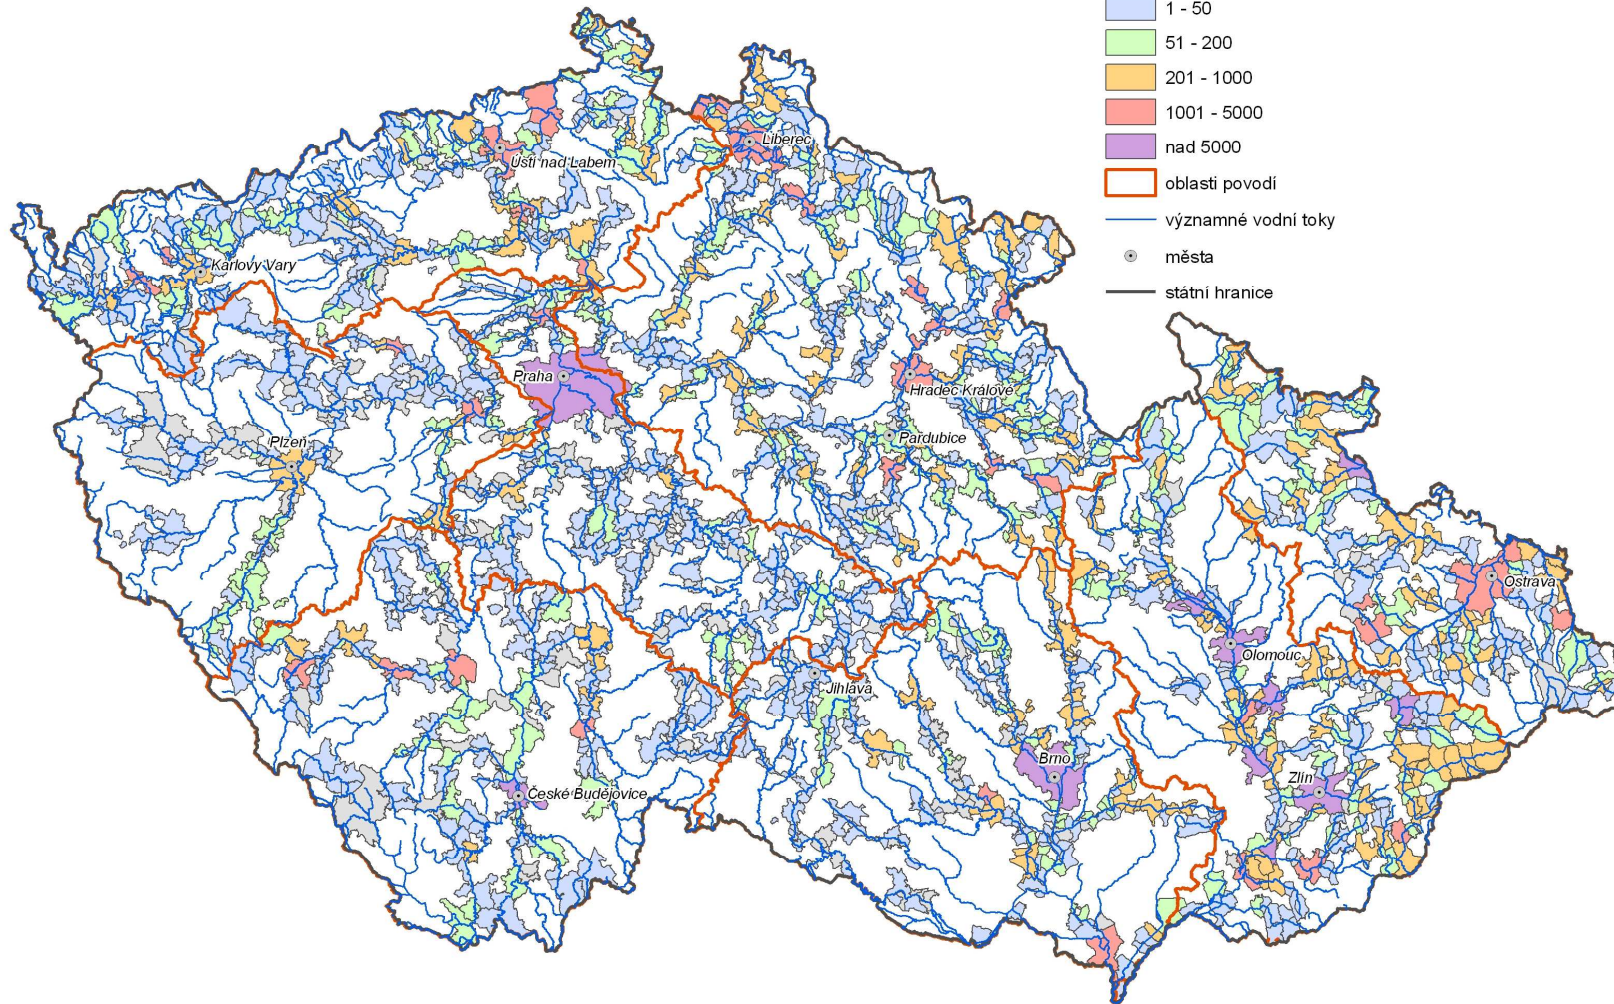 1 - 50
51 - 200
201 - 1000
1001 - 5000
nad 5000
oblasti povodí
významné vodní toky
města
státní hranice
Liberec
Ústí nad Labem
Karlovy Vary
Praha
Hradec Králové
Pardubice
Plzeň
Ostrava
Olomouc
Jihlava
Brno
Zlín
České Budějovice